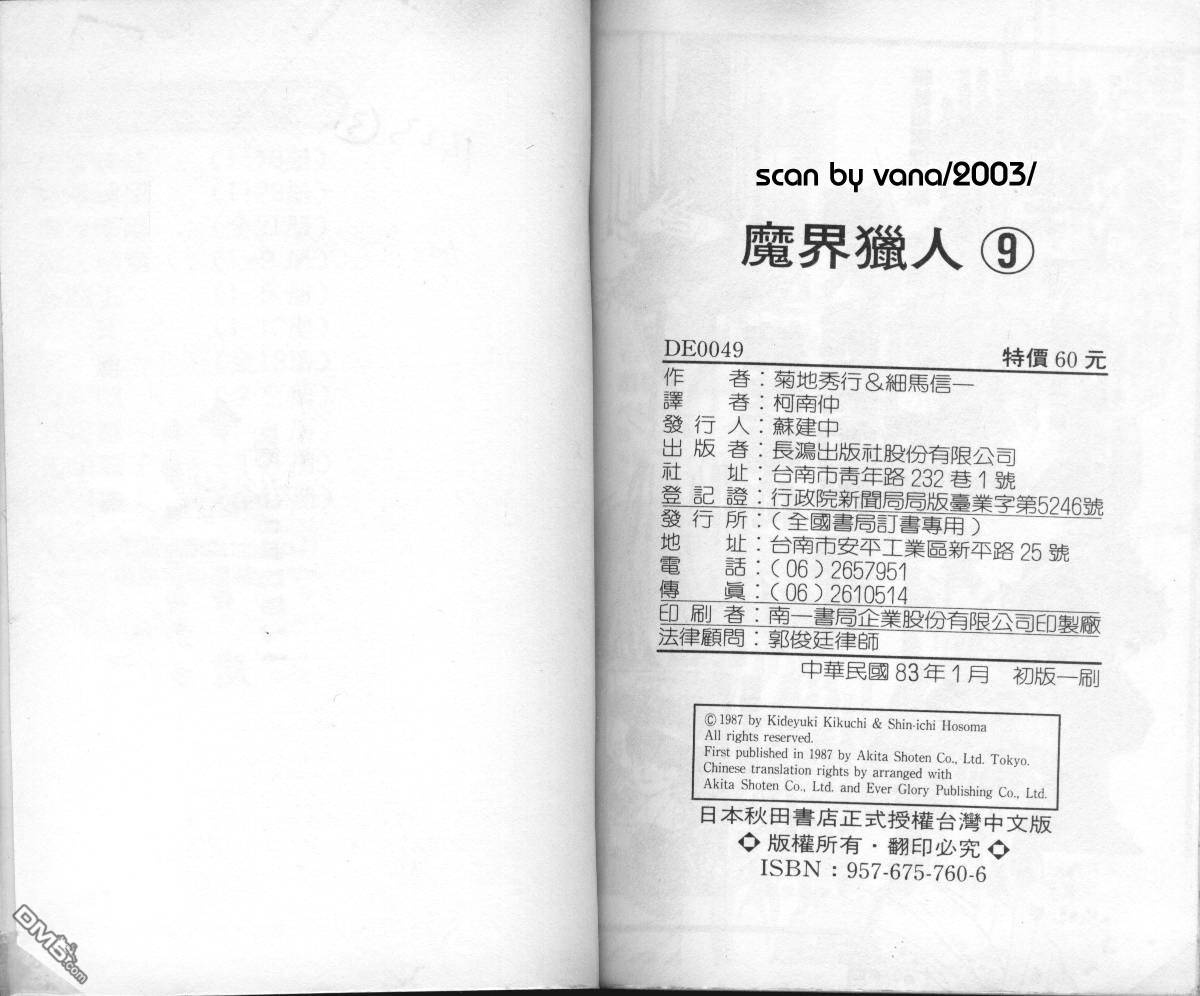 scan by vana/2003/
魔界獵人 ⑨
DE0049 特價 60 元
作者：菊地秀行＆細馬信一
譯者：柯南仲
發行人：蘇建中
出版者：長鴻出版社股份有限公司
社址：台南市青年路 232 巷 1 號
登記證：行政院新聞局局版臺業字第5246號
發行所：（全國書局訂書專用）
地址：台南市安平工業區新平路 25 號
電話：（06）2657951
傳眞：（06）2610514
印刷者：南一書局企業股份有限公司印製廠
法律顧問：郭俊廷律師
中華民國 83 年 1 月 初版一刷
© 1987 by Kideyuki Kikuchi & Shin-ichi Hosoma
All rights reserved.
First published in 1987 by Akita Shoten Co., Ltd. Tokyo.
Chinese translation rights by arranged with
Akita Shoten Co., Ltd. and Ever Glory Publishing Co., Ltd.
日本秋田書店正式授權台灣中文版
版權所有・翻印必究
ISBN : 957-675-760-6
DM5.com